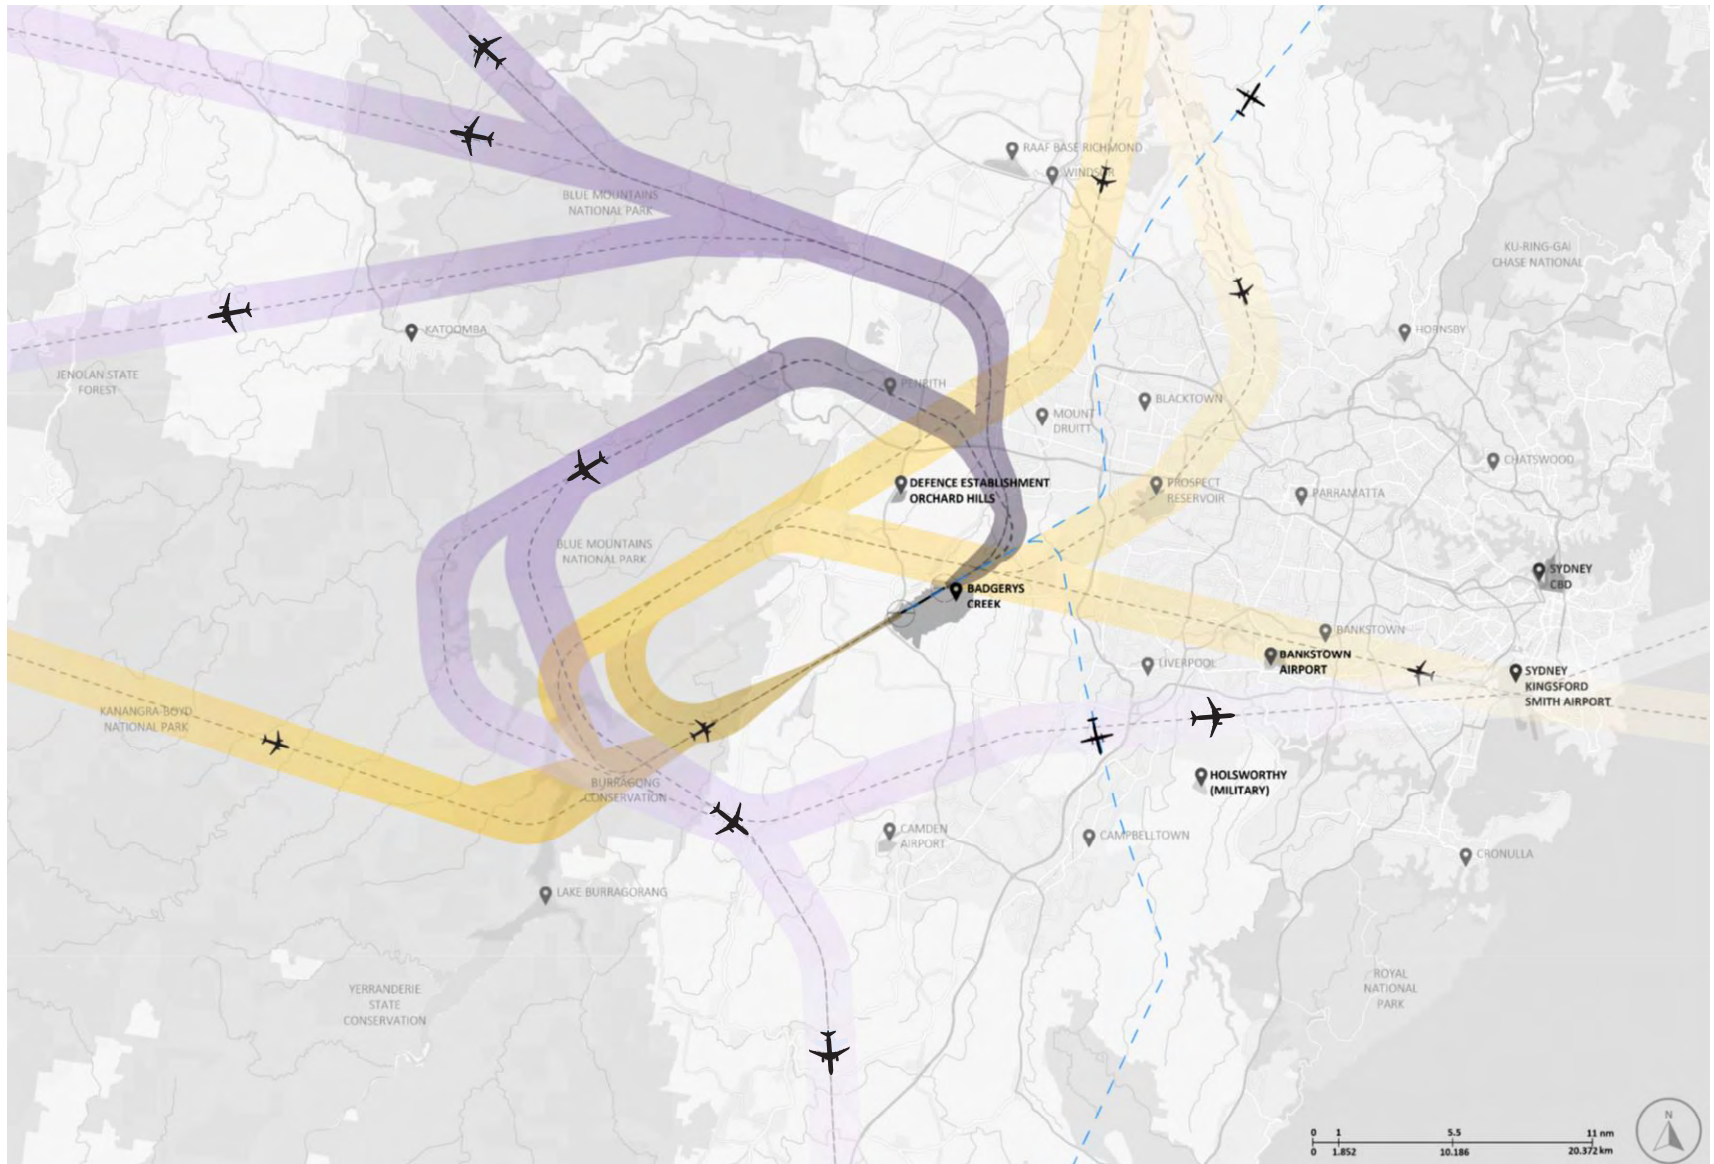 RAAF BASE RICHMOND
WINDSOR
BLUE MOUNTAINS
NATIONAL PARK
KU-RING-GAI
CHASE NATIONAL
KATOOMBA
HORNSBY
JENOLAN STATE
FOREST
PENRITH
BLACKTOWN
MOUNT
DRUITT
CHATSWOOD
DEFENCE ESTABLISHMENT
ORCHARD HILLS
PROSPECT
RESERVOIR
PARRAMATTA
BLUE MOUNTAINS
NATIONAL PARK
SYDNEY
CBD
BADGERYS
CREEK
BANKSTOWN
BANKSTOWN
AIRPORT
LIVERPOOL
SYDNEY
KINGSFORD
SMITH AIRPORT
KANANGRA-BOYD
NATIONAL PARK
BURRAGONG
CONSERVATION
HOLSWORTHY
(MILITARY)
CAMDEN
AIRPORT
CAMPBELLTOWN
CRONULLA
LAKE BURRAGORANG
YERRANDERIE
STATE
CONSERVATION
ROYAL
NATIONAL
PARK
N
0 1 5.5 11 nm
0 1.852 10.186 20.372 km